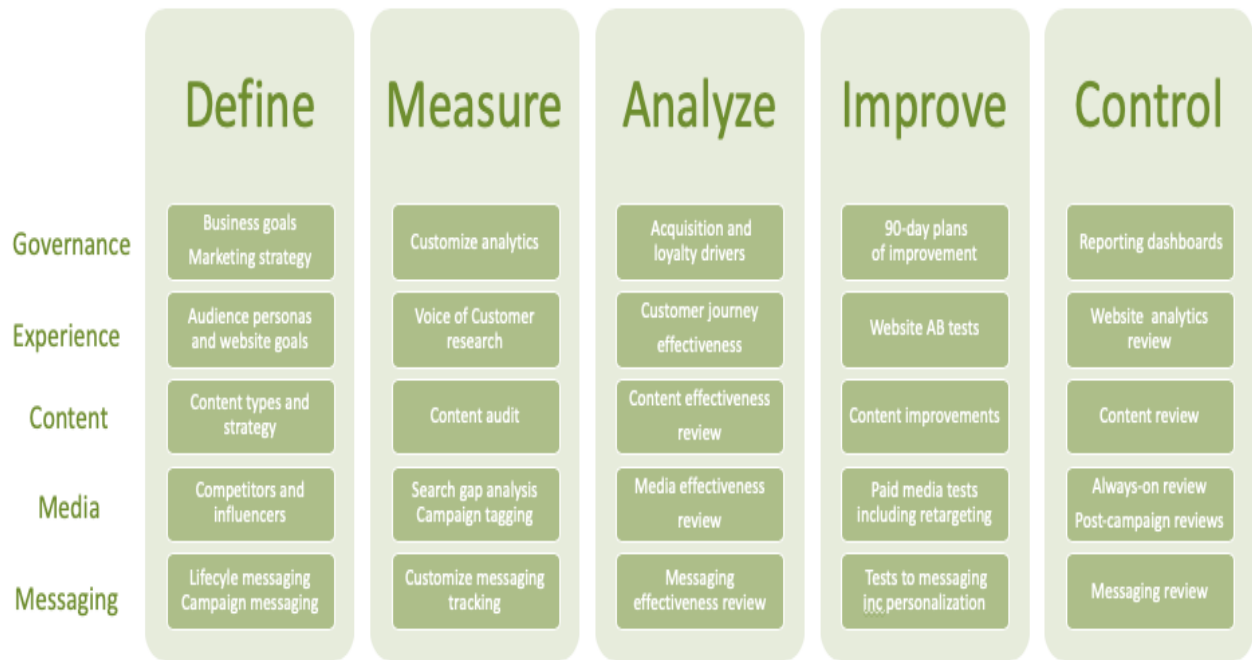 Define
Measure
Analyze
Improve
Control
Governance
Business goals
Marketing strategy
Customize analytics
Acquisition and
loyalty drivers
90-day plans
of improvement
Reporting dashboards
Experience
Audience personas
and website goals
Voice of Customer
research
Customer journey
effectiveness
Website AB tests
Website analytics
review
Content
Content types and
strategy
Content audit
Content effectiveness
review
Content improvements
Content review
Media
Competitors and
influencers
Search gap analysis
Campaign tagging
Media effectiveness
review
Paid media tests
including retargeting
Always-on review
Post-campaign reviews
Messaging
Lifecyle messaging
Campaign messaging
Customize messaging
tracking
Messaging
effectiveness review
Tests to messaging
inc personalization
Messaging review